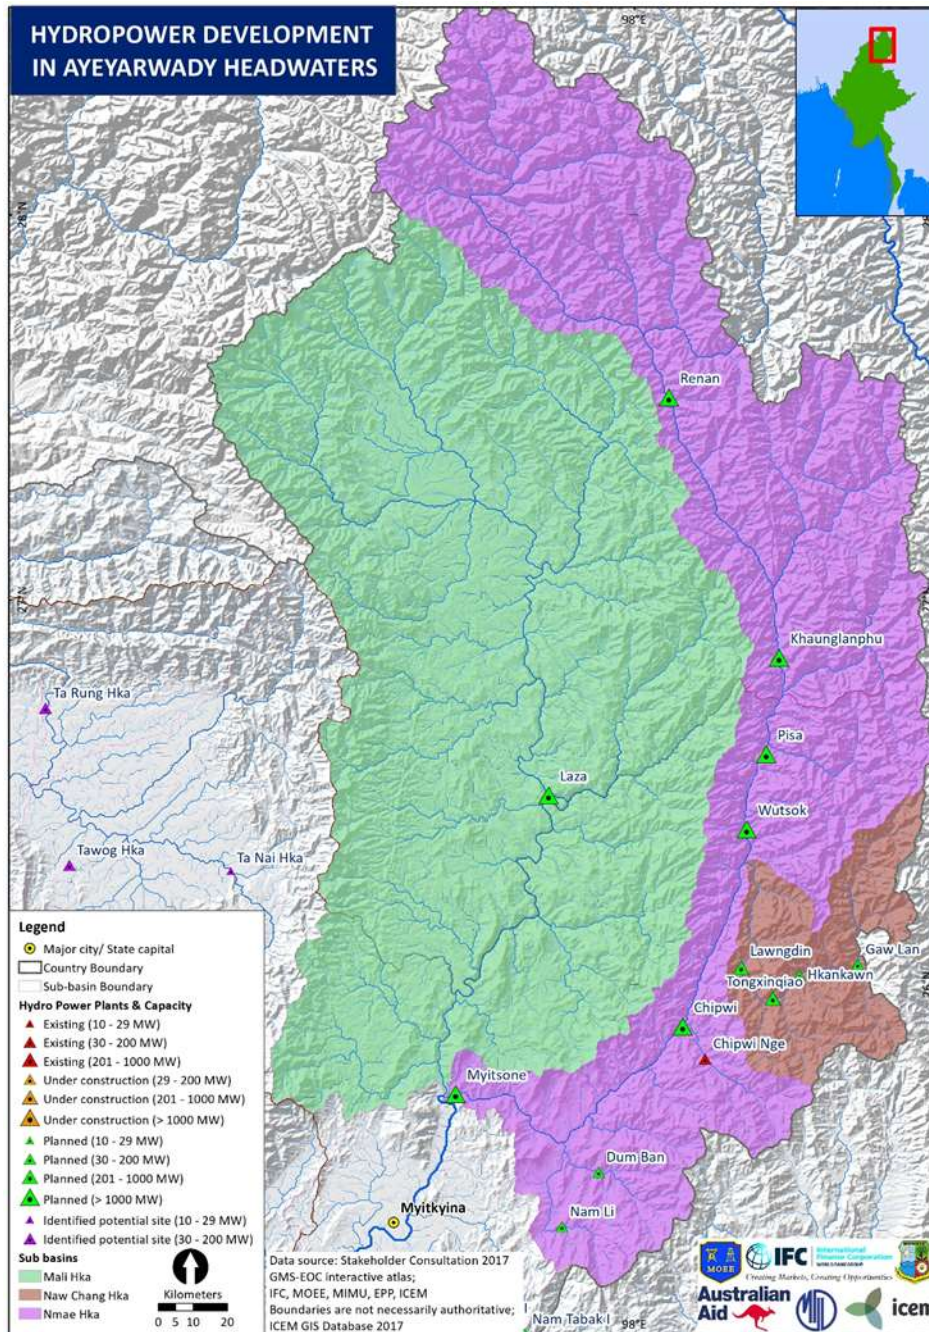 HYDROPOWER DEVELOPMENT
IN AYEYARWADY HEADWATERS
98°E
28°N
Renan
27°N
Khaunglanphu
Ta Rung Hka
Pisa
Laza
Wutsok
Tawog Hka
Ta Nai Hka
Lawngdin
Gaw Lan
Tongxinqiao
Hkankawn
Chipwi
Chipwi Nge
Myitsone
Dum Ban
Nam Li
Myitkyina
Nam Tabak I
98°E
Legend
Major city/ State capital
Country Boundary
Sub-basin Boundary
Hydro Power Plants & Capacity
Existing (10 - 29 MW)
Existing (30 - 200 MW)
Existing (201 - 1000 MW)
Under construction (29 - 200 MW)
Under construction (201 - 1000 MW)
Under construction (> 1000 MW)
Planned (10 - 29 MW)
Planned (30 - 200 MW)
Planned (201 - 1000 MW)
Planned (> 1000 MW)
Identified potential site (10 - 29 MW)
Identified potential site (30 - 200 MW)
Sub basins
Mali Hka
Naw Chang Hka
Nmae Hka
Kilometers
0 5 10 20
Data source: Stakeholder Consultation 2017
GMS-EOC interactive atlas;
IFC, MOEE, MIMU, EPP, ICEM
Boundaries are not necessarily authoritative;
ICEM GIS Database 2017
MOEE
IFC
International
Finance Corporation
WORLD BANK GROUP
Creating Markets, Creating Opportunities
Australian
Aid
icem